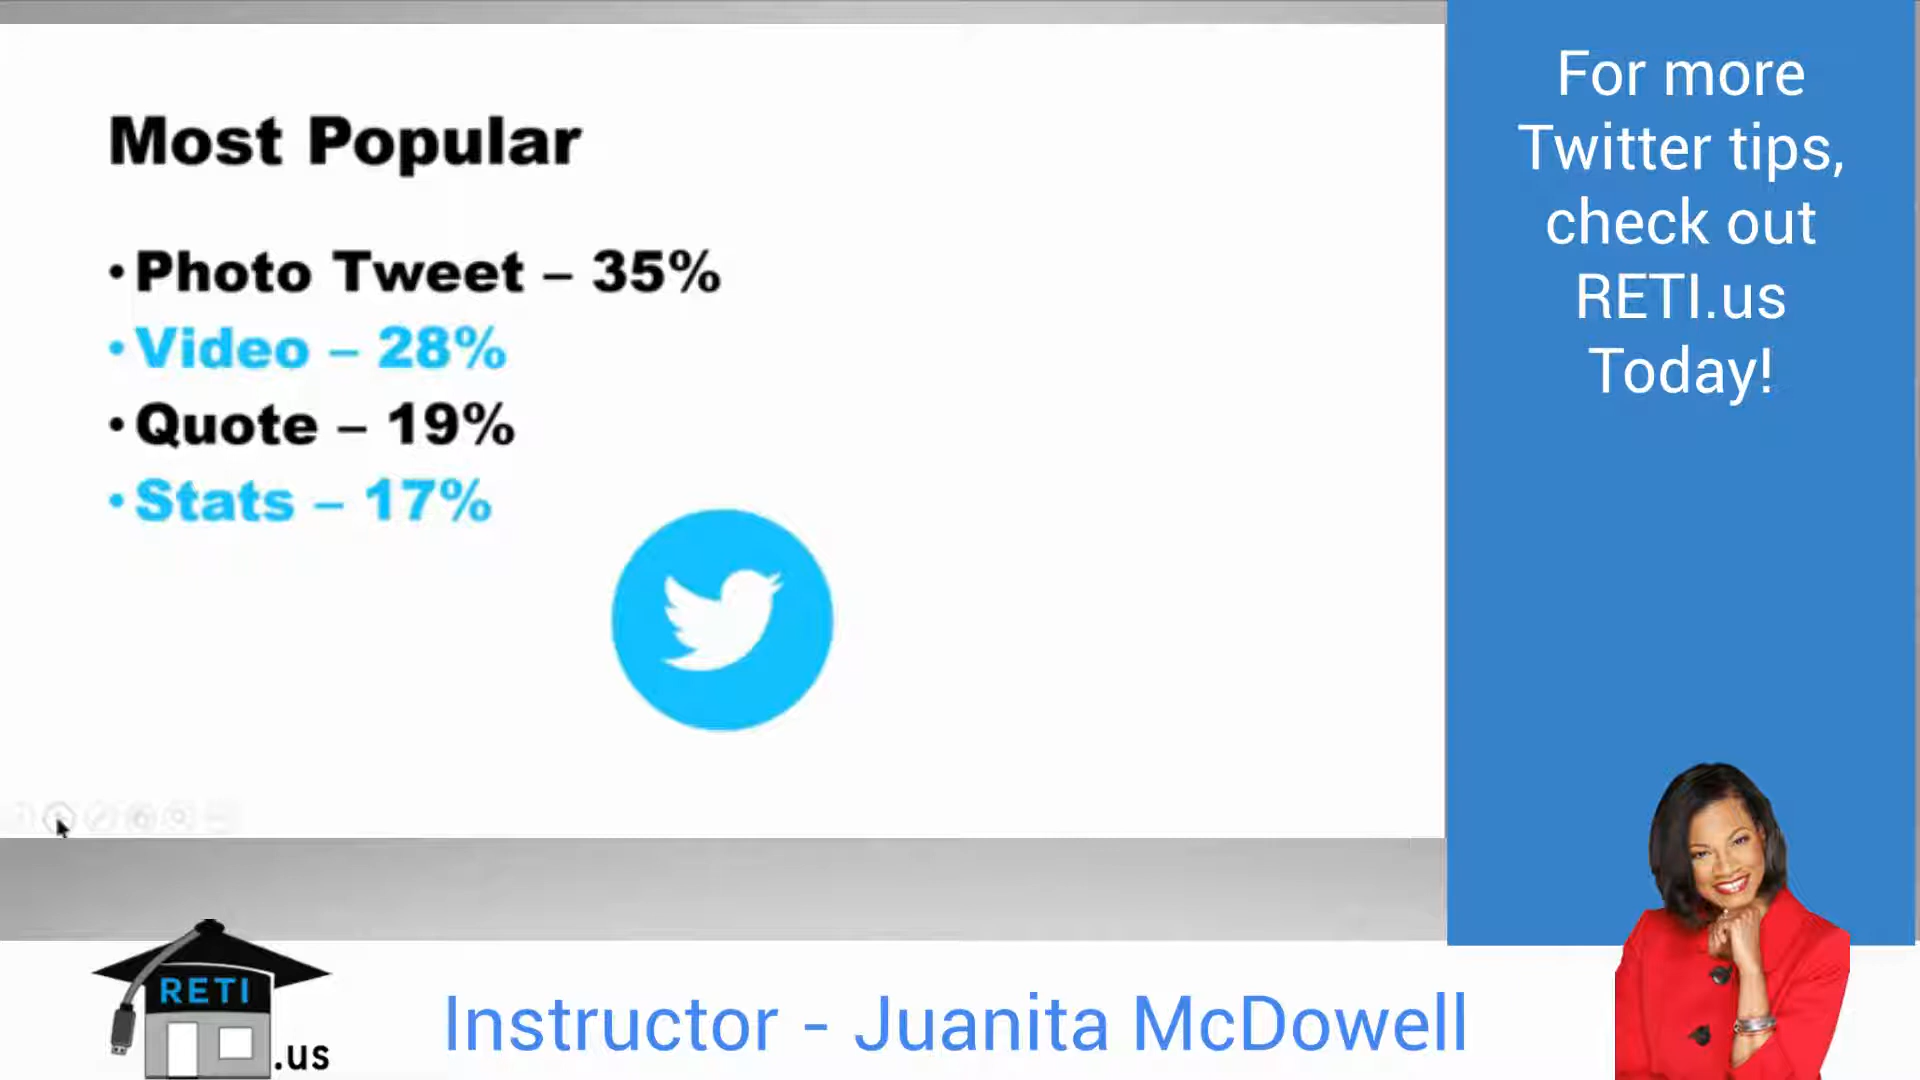 Most Popular
• Photo Tweet – 35%
• Video – 28%
• Quote – 19%
• Stats – 17%
For more
Twitter tips,
check out
RETI.us
Today!
RETI
.us
Instructor - Juanita McDowell